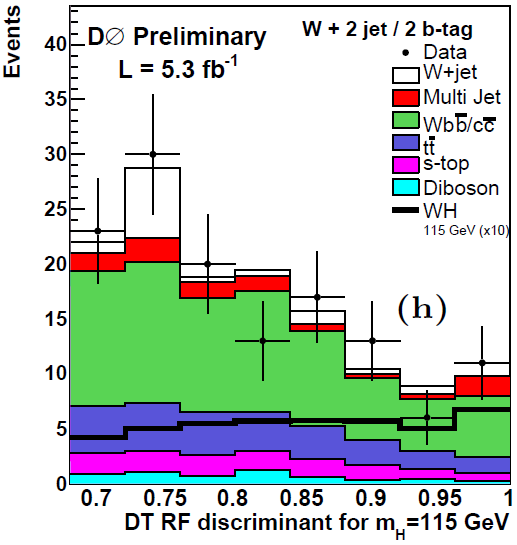 Events
40
35
30
25
20
15
10
5
0
DØ Preliminary
L = 5.3 fb⁻¹
W + 2 jet / 2 b-tag
Data
W+jet
Multi Jet
Wbb̅/cc̅
tt̅
s-top
Diboson
WH
115 GeV (x10)
(h)
0.7 0.75 0.8 0.85 0.9 0.95 1
DT RF discriminant for m_H=115 GeV